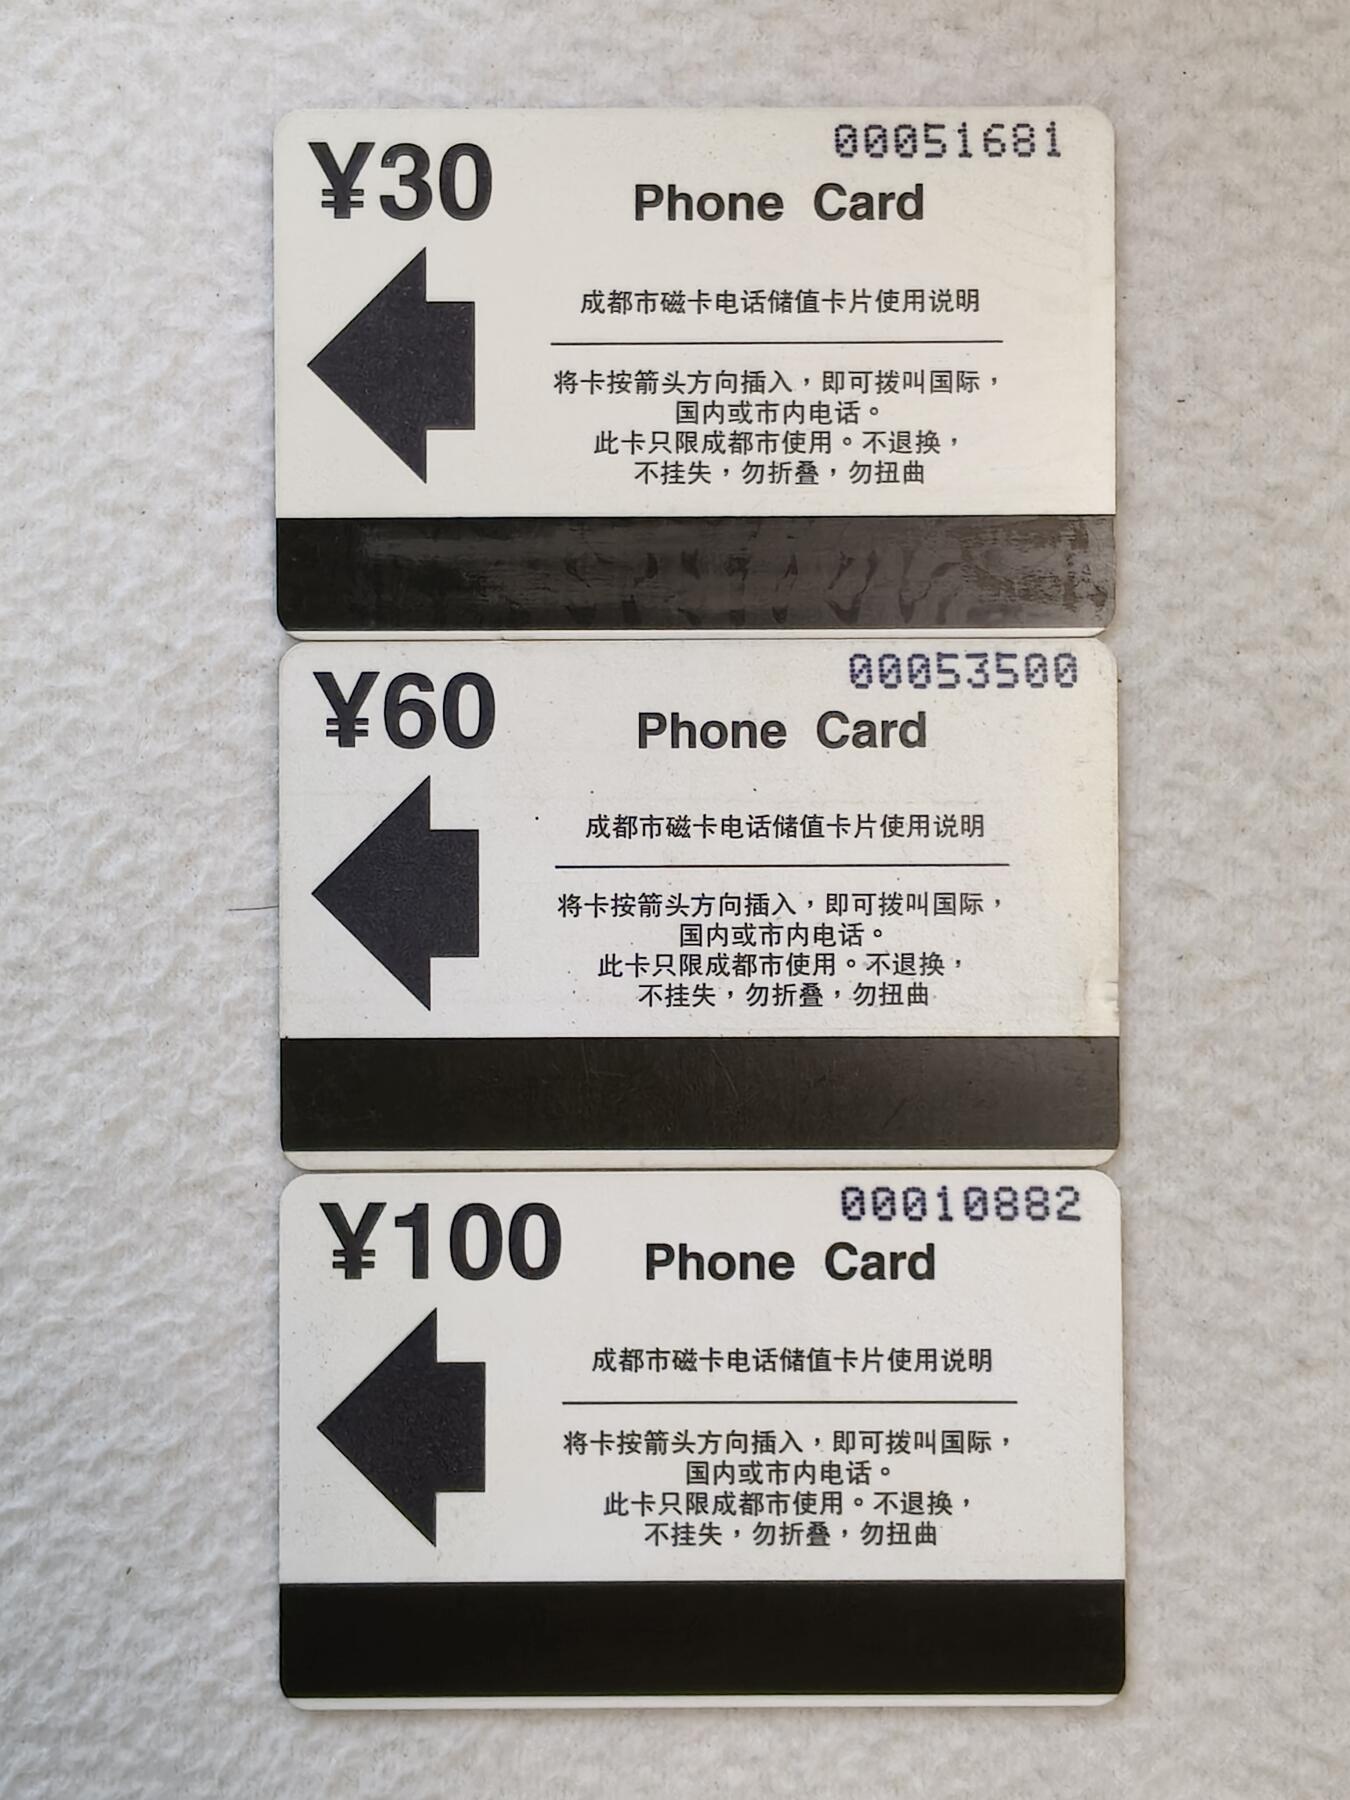 ¥30
00051681
Phone Card
成都市磁卡电话储值卡片使用说明
将卡按箭头方向插入，即可拨叫国际，
国内或市内电话。
此卡只限成都市使用。不退换，
不挂失，勿折叠，勿扭曲
¥60
00053500
Phone Card
成都市磁卡电话储值卡片使用说明
将卡按箭头方向插入，即可拨叫国际，
国内或市内电话。
此卡只限成都市使用。不退换，
不挂失，勿折叠，勿扭曲
¥100
00010882
Phone Card
成都市磁卡电话储值卡片使用说明
将卡按箭头方向插入，即可拨叫国际，
国内或市内电话。
此卡只限成都市使用。不退换，
不挂失，勿折叠，勿扭曲